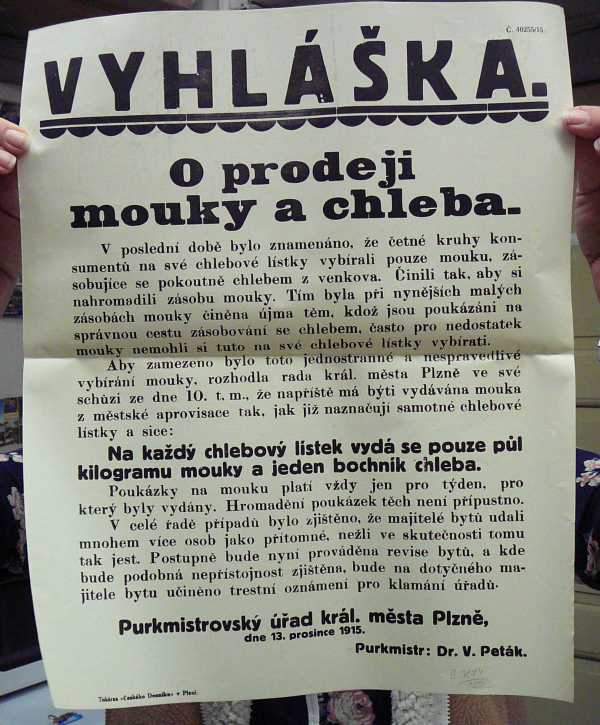 Č. 40255/15.
VYHLÁŠKA.
O prodeji
mouky a chleba.
V poslední době bylo znamenáno, že četné kruhy kon-
sumentů na své chlebové lístky vybírali pouze mouku, zá-
sobujíce se pokoutně chlebem z venkova. Činili tak, aby si
nahromadili zásobu mouky. Tím byla při nynějších malých
zásobách mouky činěna újma těm, kdož jsou poukázáni na
správnou cestu zásobování se chlebem, často pro nedostatek
mouky nemohli si tuto na své chlebové lístky vybírati.
Aby zamezeno bylo toto jednostranné a nespravedlivé
vybírání mouky, rozhodla rada král. města Plzně ve své
schůzi ze dne 10. t. m., že napříště má býti vydávána mouka
z městské aprovisace tak, jak již naznačují samotné chlebové
lístky a sice:
Na každý chlebový lístek vydá se pouze půl
kilogramu mouky a jeden bochník chleba.
Poukázky na mouku platí vždy jen pro týden, pro
který byly vydány. Hromadění poukázek těch není přípustno.
V celé řadě případů bylo zjištěno, že majitelé bytů udali
mnohem více osob jako přítomné, nežli ve skutečnosti tomu
tak jest. Postupně bude nyní prováděna revise bytů, a kde
bude podobná nepřístojnost zjištěna, bude na dotyčného ma-
jitele bytu učiněno trestní oznámení pro klamání úřadů.
Purkmistrovský úřad král. města Plzně,
dne 13. prosince 1915.
Purkmistr: Dr. V. Peták.
Tiskárna »Českého Denníku« v Plzni.